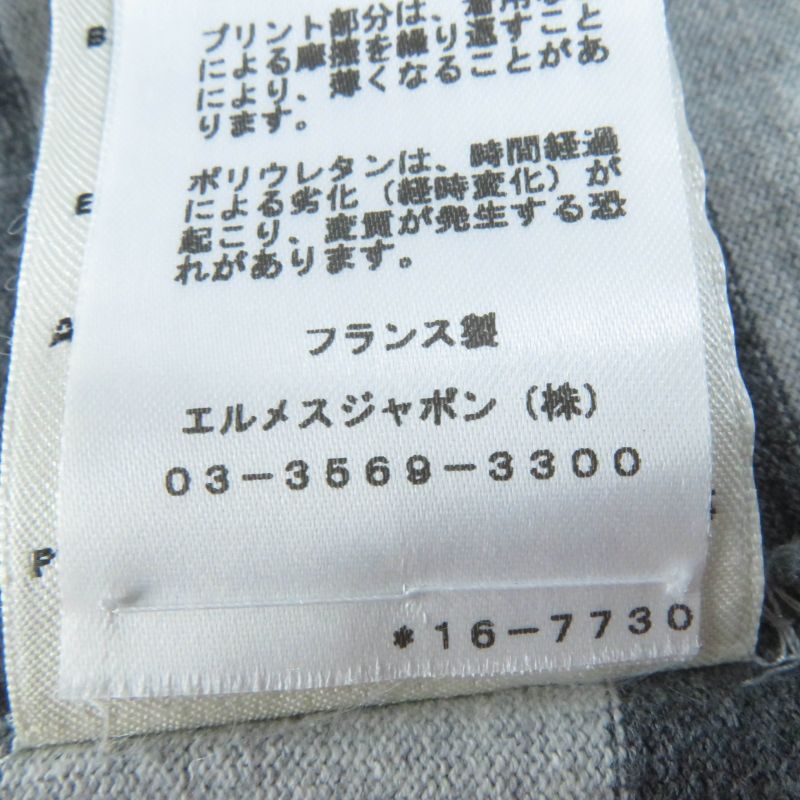 プリント部分は、着用
による摩擦を繰り返すこと
により、薄くなることがあ
ります。
ポリウレタンは、時間経過
による劣化（経時変化）が
起こり、変質が発生する恐
れがあります。
フランス製
エルメスジャポン（株）
03-3569-3300
*16-7730
B
E
A
P